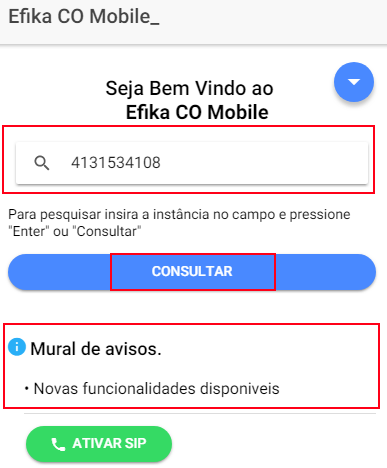 Efika CO Mobile_
Seja Bem Vindo ao
Efika CO Mobile
4131534108
Para pesquisar insira a instância no campo e pressione
"Enter" ou "Consultar"
CONSULTAR
Mural de avisos.
• Novas funcionalidades disponiveis
ATIVAR SIP